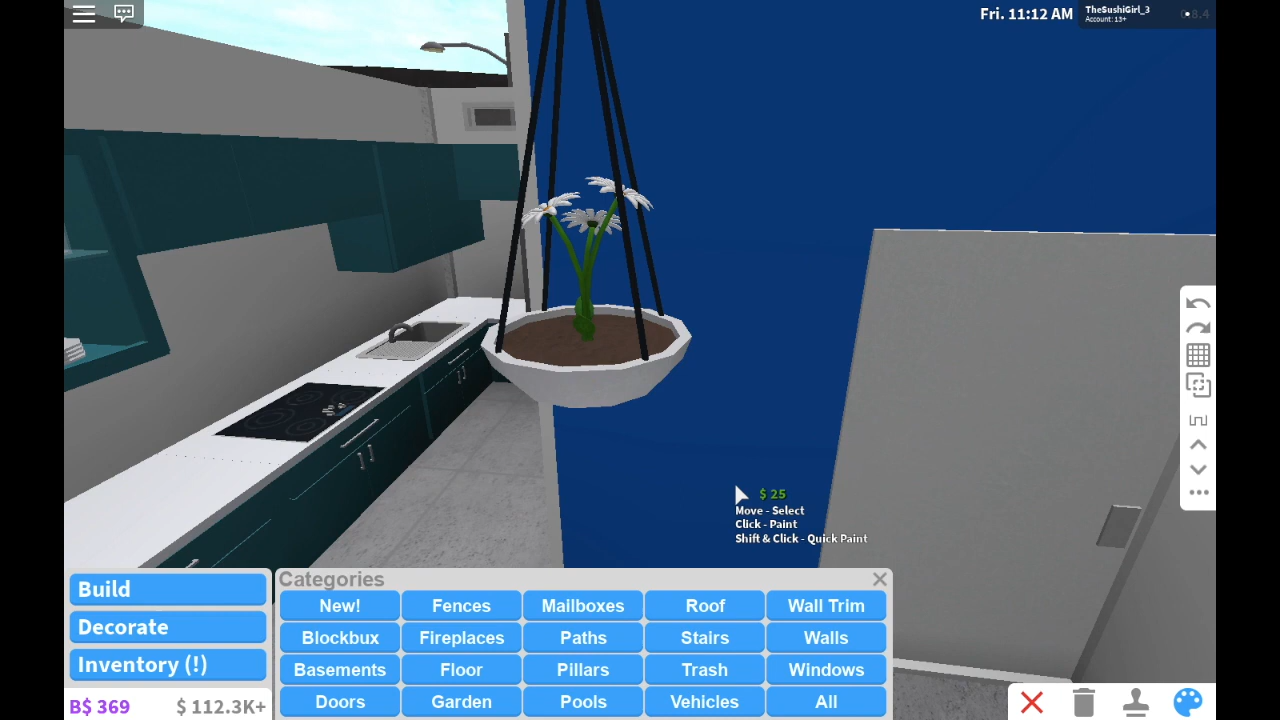 Fri. 11:12 AM
TheSushiGirl_3
Account: 13+
8.4
$ 25
Move - Select
Click - Paint
Shift & Click - Quick Paint
Build
Decorate
Inventory (!)
B$ 369
$ 112.3K+
Categories
New!
Fences
Mailboxes
Roof
Wall Trim
Blockbux
Fireplaces
Paths
Stairs
Walls
Basements
Floor
Pillars
Trash
Windows
Doors
Garden
Pools
Vehicles
All